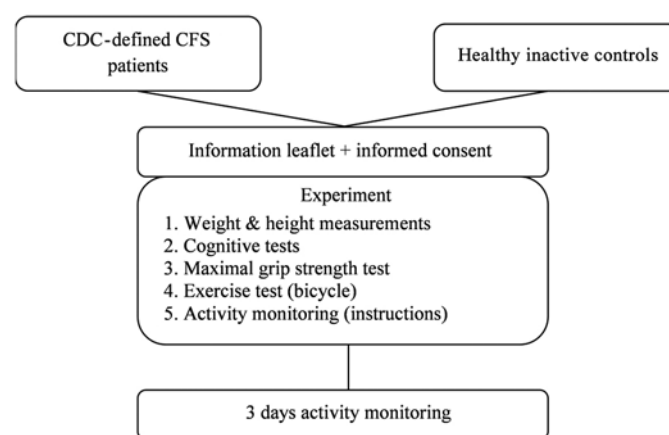 CDC-defined CFS
patients
Healthy inactive controls
Information leaflet + informed consent
Experiment
1. Weight & height measurements
2. Cognitive tests
3. Maximal grip strength test
4. Exercise test (bicycle)
5. Activity monitoring (instructions)
3 days activity monitoring